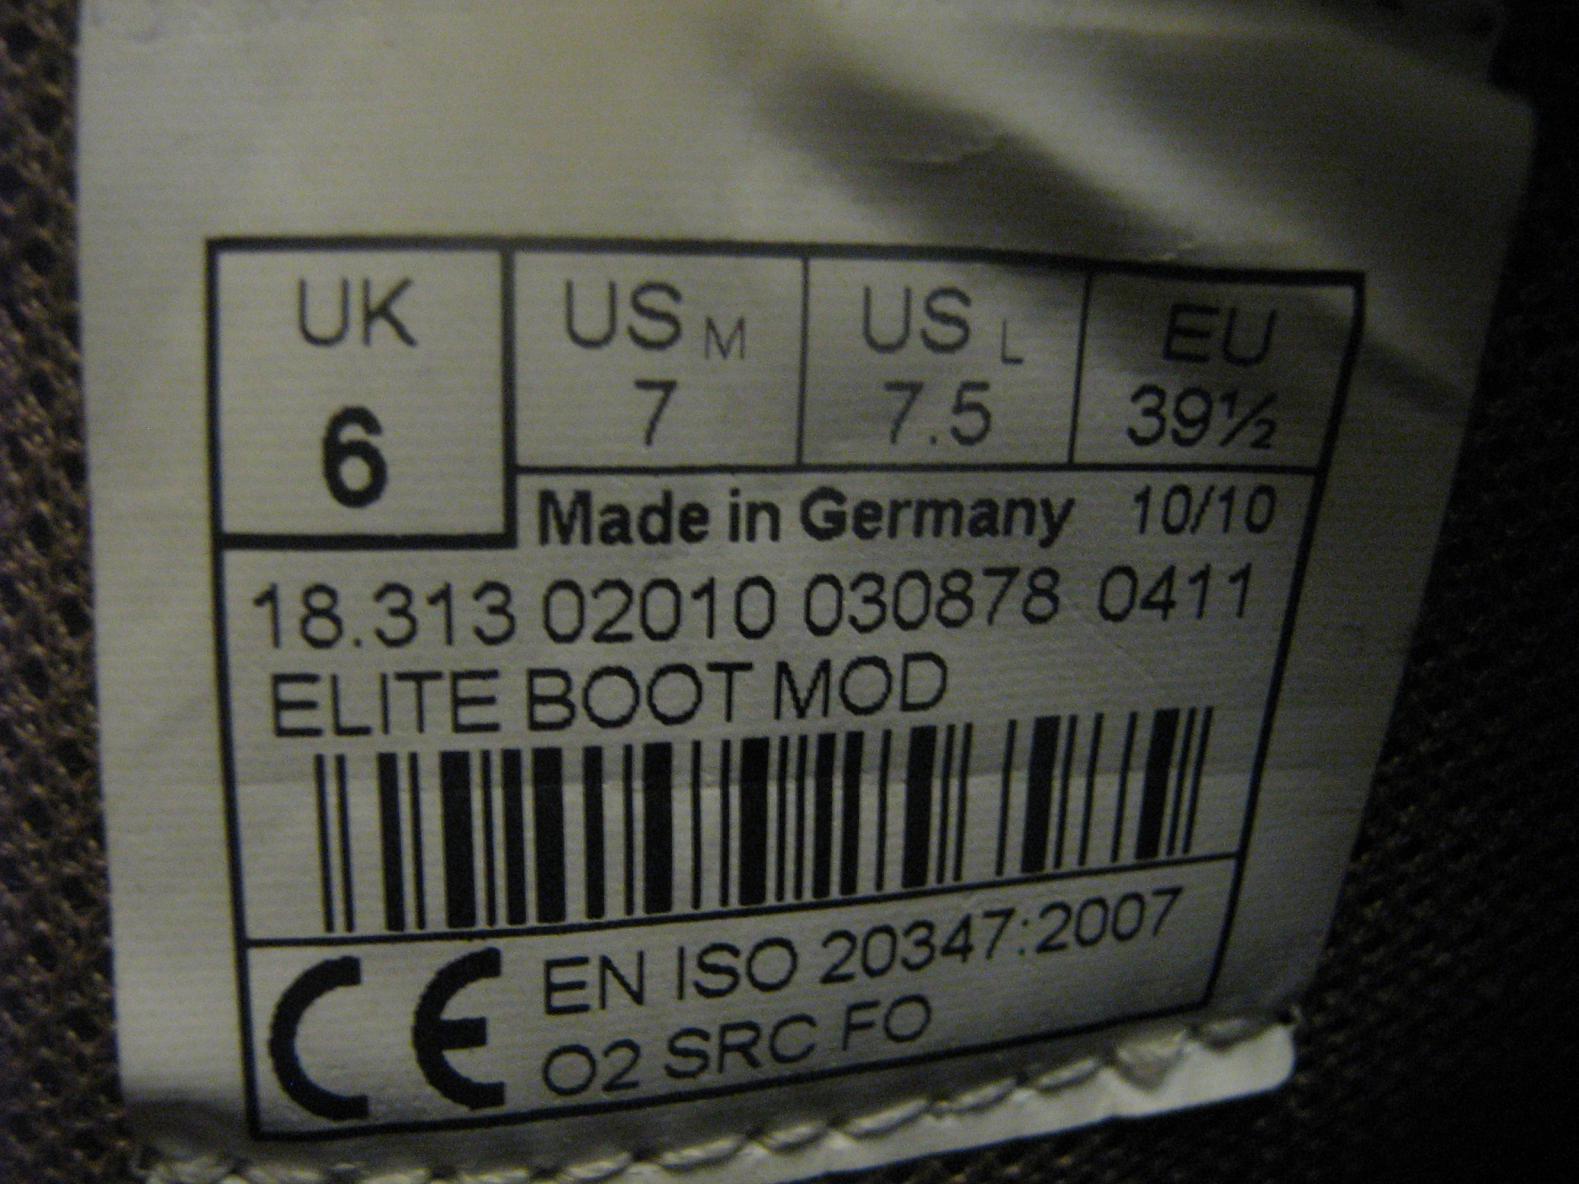 UK US M US L EU
6 7 7.5 39½
Made in Germany 10/10
18.313 02010 030878 0411
ELITE BOOT MOD
CE EN ISO 20347:2007
O2 SRC FO